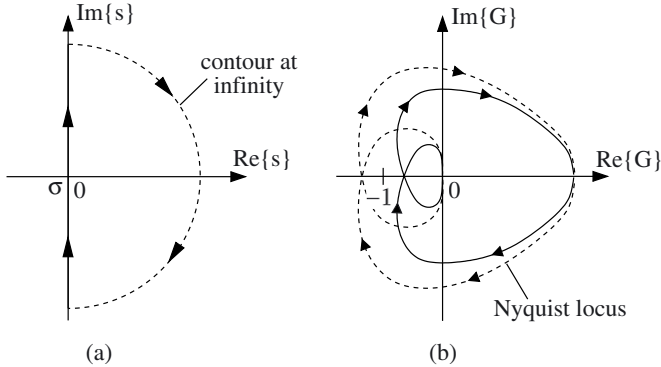 Im{s}
contour at
infinity
Re{s}
σ 0
(a)
Im{G}
Re{G}
−1 0
Nyquist locus
(b)